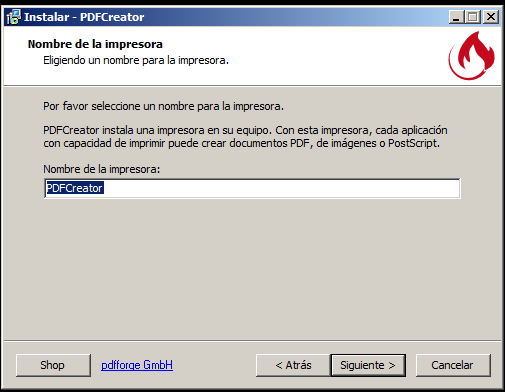 Instalar - PDFCreator
Nombre de la impresora
Eligiendo un nombre para la impresora.
Por favor seleccione un nombre para la impresora.
PDFCreator instala una impresora en su equipo. Con esta impresora, cada aplicación
con capacidad de imprimir puede crear documentos PDF, de imágenes o PostScript.
Nombre de la impresora:
PDFCreator
Shop
pdfforge GmbH
< Atrás
Siguiente >
Cancelar